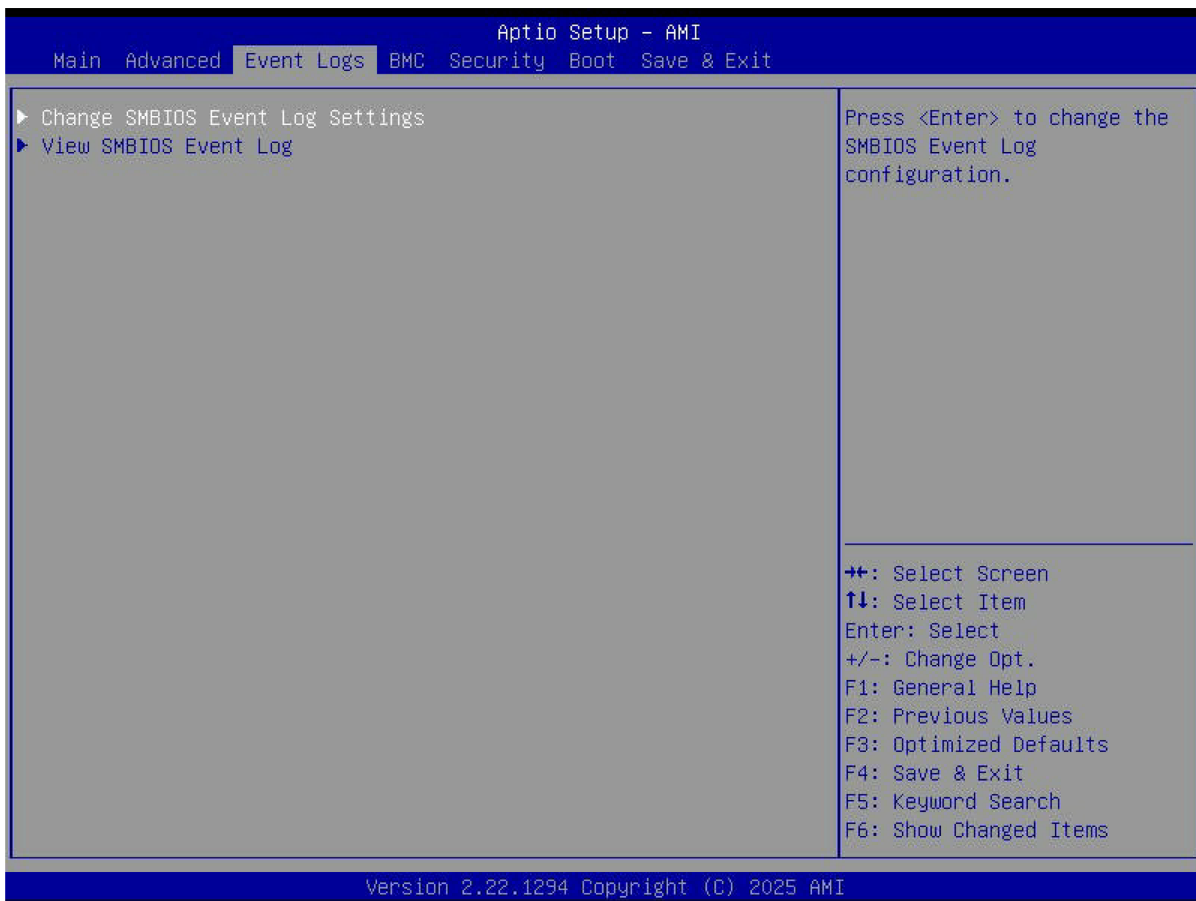 Aptio Setup – AMI
Main Advanced Event Logs BMC Security Boot Save & Exit
▶ Change SMBIOS Event Log Settings
▶ View SMBIOS Event Log
Press <Enter> to change the
SMBIOS Event Log
configuration.
→←: Select Screen
↑↓: Select Item
Enter: Select
+/-: Change Opt.
F1: General Help
F2: Previous Values
F3: Optimized Defaults
F4: Save & Exit
F5: Keyword Search
F6: Show Changed Items
Version 2.22.1294 Copyright (C) 2025 AMI